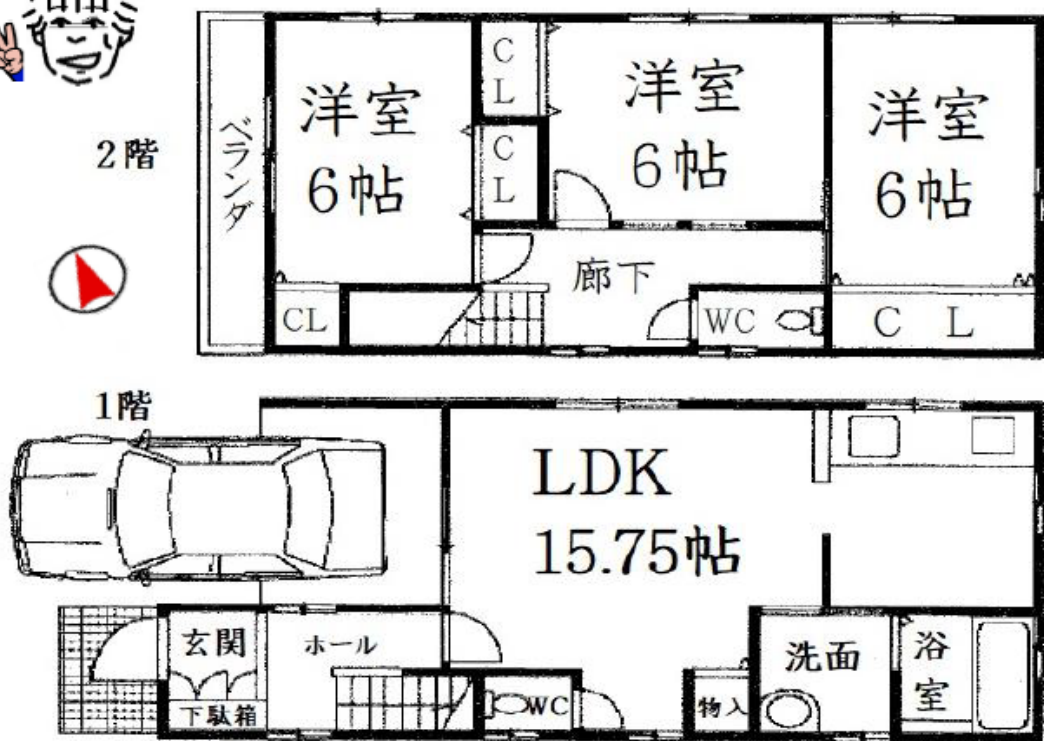 2階
ベランダ
洋室
6帖
CL
CL
洋室
6帖
洋室
6帖
廊下
CL
WC
CL
1階
LDK
15.75帖
玄関
ホール
下駄箱
WC
物入
洗面
浴室